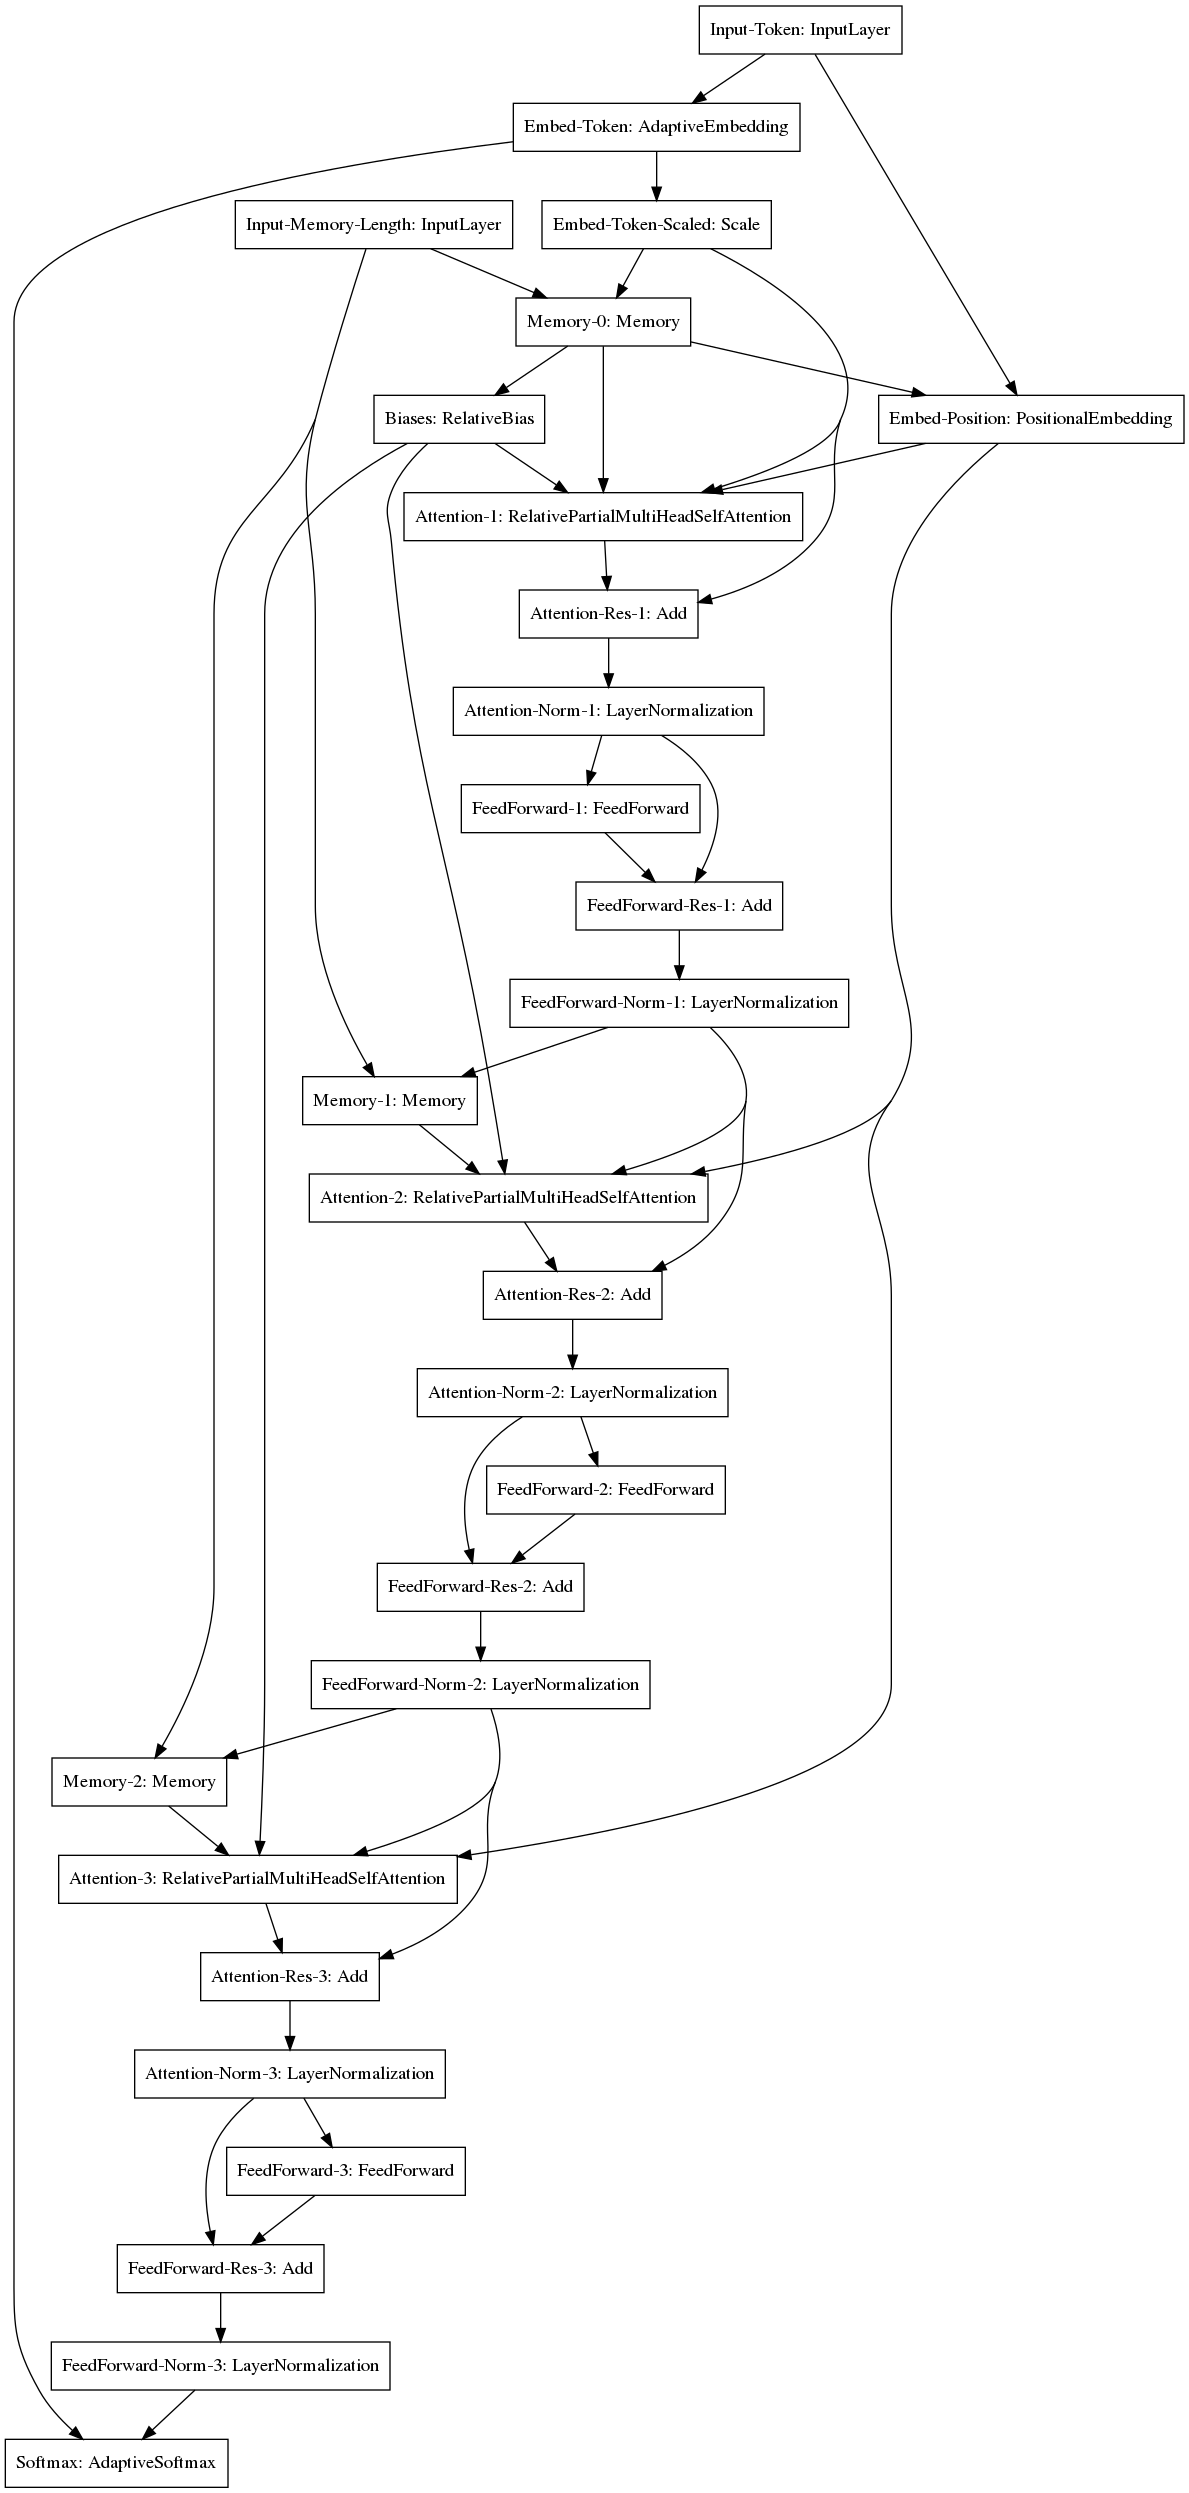 Input-Token: InputLayer
Embed-Token: AdaptiveEmbedding
Input-Memory-Length: InputLayer
Embed-Token-Scaled: Scale
Memory-0: Memory
Biases: RelativeBias
Embed-Position: PositionalEmbedding
Attention-1: RelativePartialMultiHeadSelfAttention
Attention-Res-1: Add
Attention-Norm-1: LayerNormalization
FeedForward-1: FeedForward
FeedForward-Res-1: Add
FeedForward-Norm-1: LayerNormalization
Memory-1: Memory
Attention-2: RelativePartialMultiHeadSelfAttention
Attention-Res-2: Add
Attention-Norm-2: LayerNormalization
FeedForward-2: FeedForward
FeedForward-Res-2: Add
FeedForward-Norm-2: LayerNormalization
Memory-2: Memory
Attention-3: RelativePartialMultiHeadSelfAttention
Attention-Res-3: Add
Attention-Norm-3: LayerNormalization
FeedForward-3: FeedForward
FeedForward-Res-3: Add
FeedForward-Norm-3: LayerNormalization
Softmax: AdaptiveSoftmax